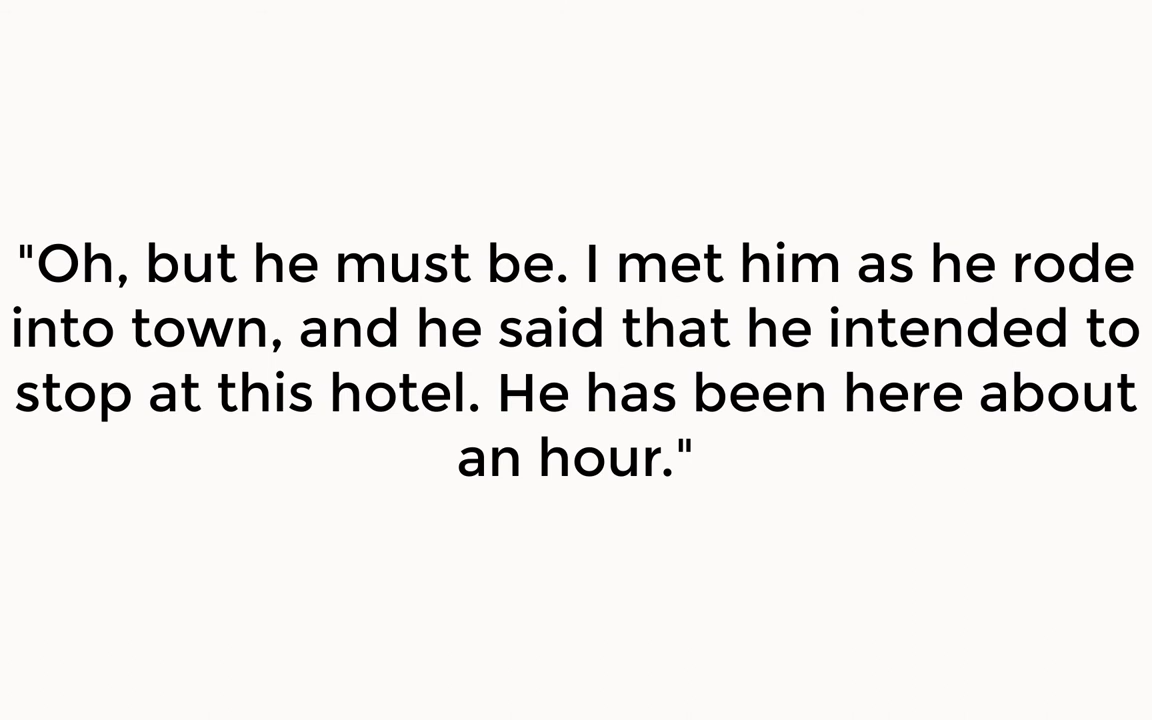 "Oh, but he must be. I met him as he rode
into town, and he said that he intended to
stop at this hotel. He has been here about
an hour."